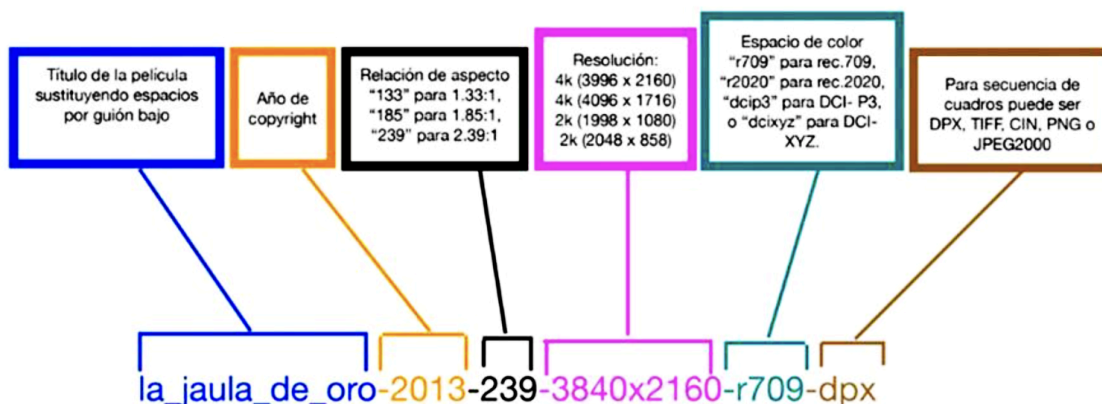 Título de la película
sustituyendo espacios
por guión bajo
Año de
copyright
Relación de aspecto
“133” para 1.33:1,
“185” para 1.85:1,
“239” para 2.39:1
Resolución:
4k (3996 x 2160)
4k (4096 x 1716)
2k (1998 x 1080)
2k (2048 x 858)
Espacio de color
“r709” para rec.709,
“r2020” para rec.2020,
“dcip3” para DCI- P3,
o “dcixyz” para DCI-
XYZ.
Para secuencia de
cuadros puede ser
DPX, TIFF, CIN, PNG o
JPEG2000
la_jaula_de_oro-2013-239-3840x2160-r709-dpx